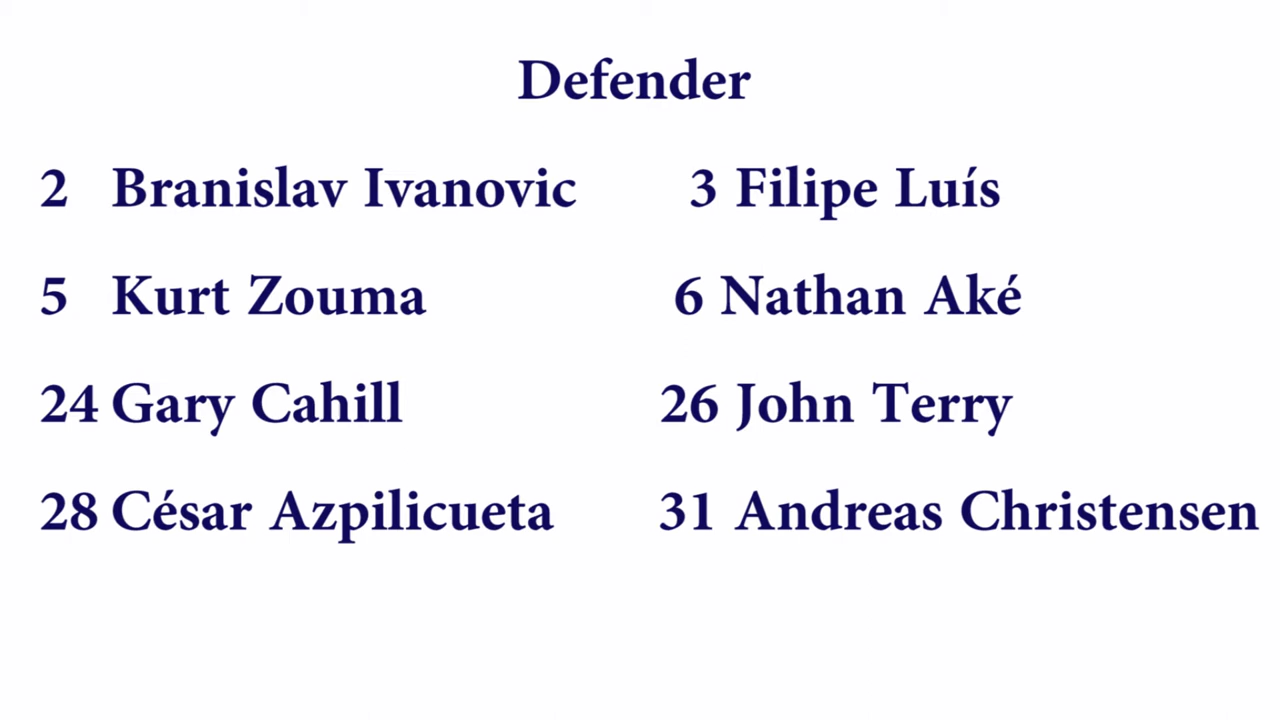 Defender
2 Branislav Ivanovic 3 Filipe Luís
5 Kurt Zouma 6 Nathan Aké
24 Gary Cahill 26 John Terry
28 César Azpilicueta 31 Andreas Christensen